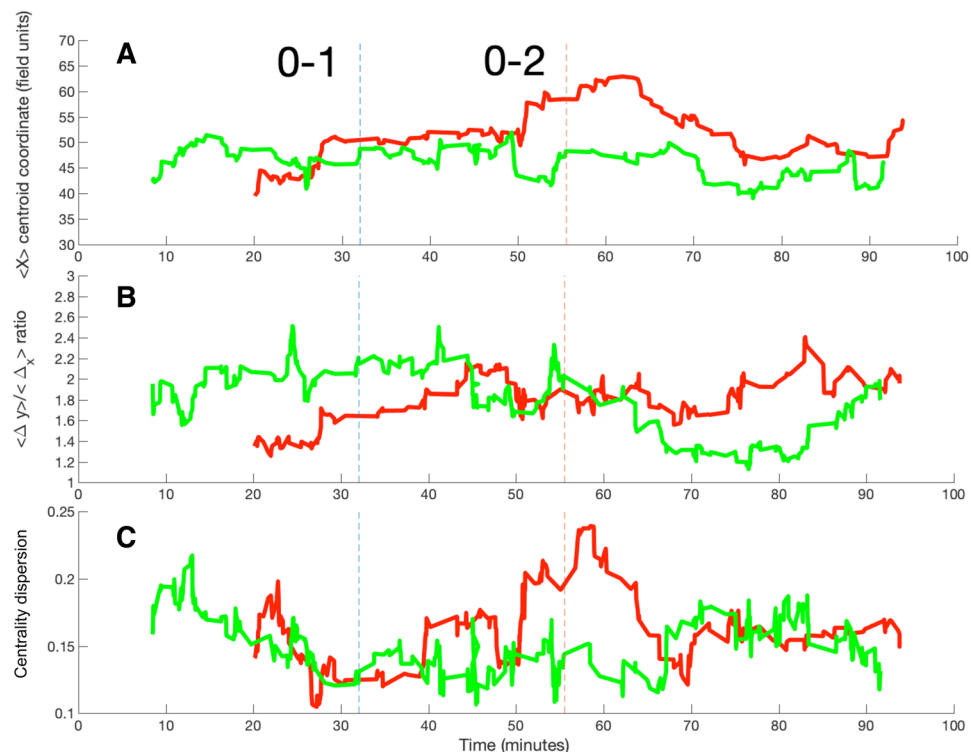 <X> centroid coordinate (field units)
70
65
60
55
50
45
40
35
30
A
0-1
0-2
0 10 20 30 40 50 60 70 80 90 100
<Δ y>/< Δx> ratio
3
2.8
2.6
2.4
2.2
2
1.8
1.6
1.4
1.2
1
B
0 10 20 30 40 50 60 70 80 90 100
Centrality dispersion
0.25
0.2
0.15
0.1
C
0 10 20 30 40 50 60 70 80 90 100
Time (minutes)